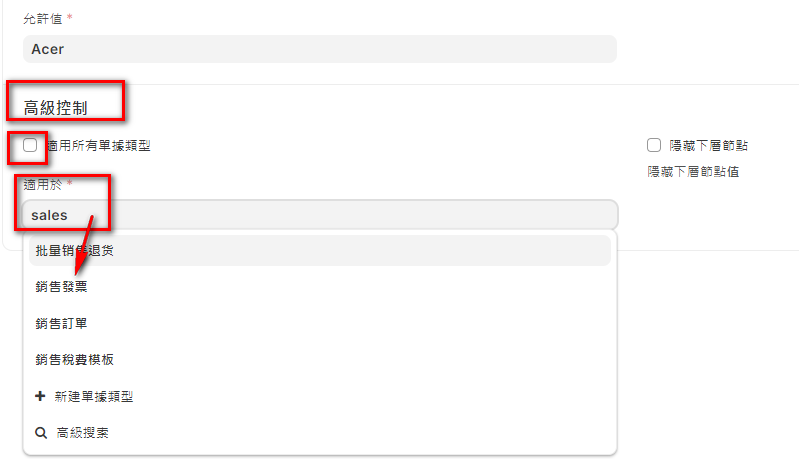 允許值 *
Acer
高級控制
適用所有單據類型
隱藏下層節點
隱藏下層節點值
適用於 *
sales
批量销售退货
銷售發票
銷售訂單
銷售稅費模板
新建單據類型
高級搜索